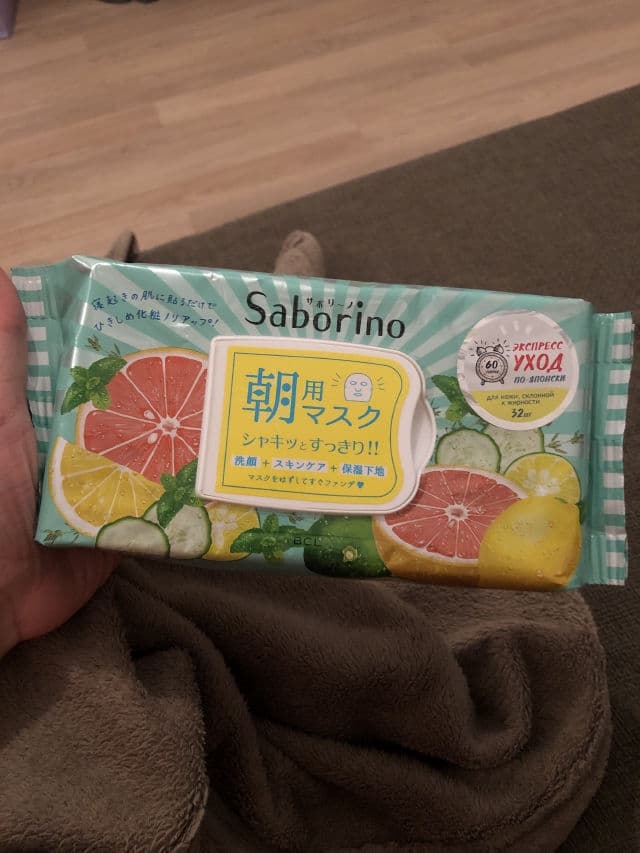 寝起きの肌に貼るだけで
ひきしめ化粧ノリアップ!
サボリーノ
Saborino
朝用マスク
シャキッとすっきり!!
洗顔 + スキンケア + 保湿下地
マスクをはずしてすぐファンデ♥
BCL
60
ЭКСПРЕСС
УХОД
ПО-ЯПОНСКИ
для кожи, склонной
к жирности
32шт